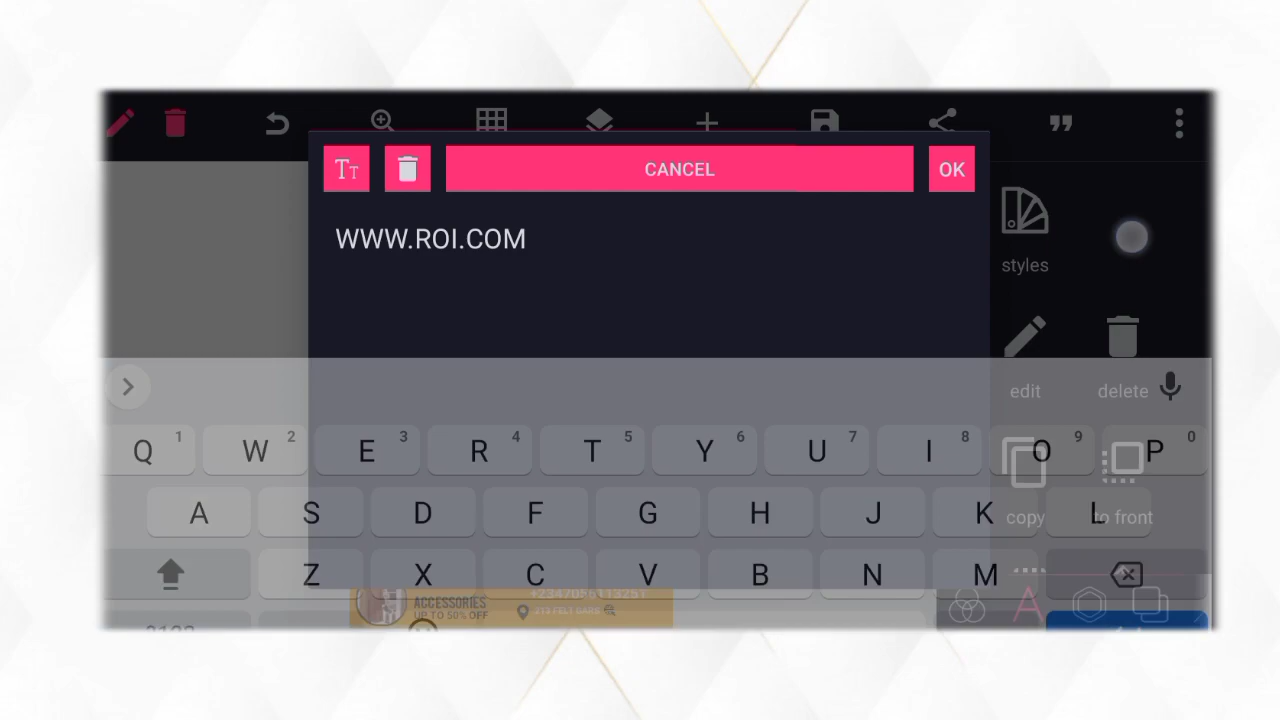 Tт
CANCEL
OK
WWW.ROI.COM
styles
edit
delete
Q 1 W 2 E 3 R 4 T 5 Y 6 U 7 I 8 O 9 P 0
A S D F G H J K L
copy
to front
Z X C V B N M
ACCESSORIES
UP TO 50% OFF